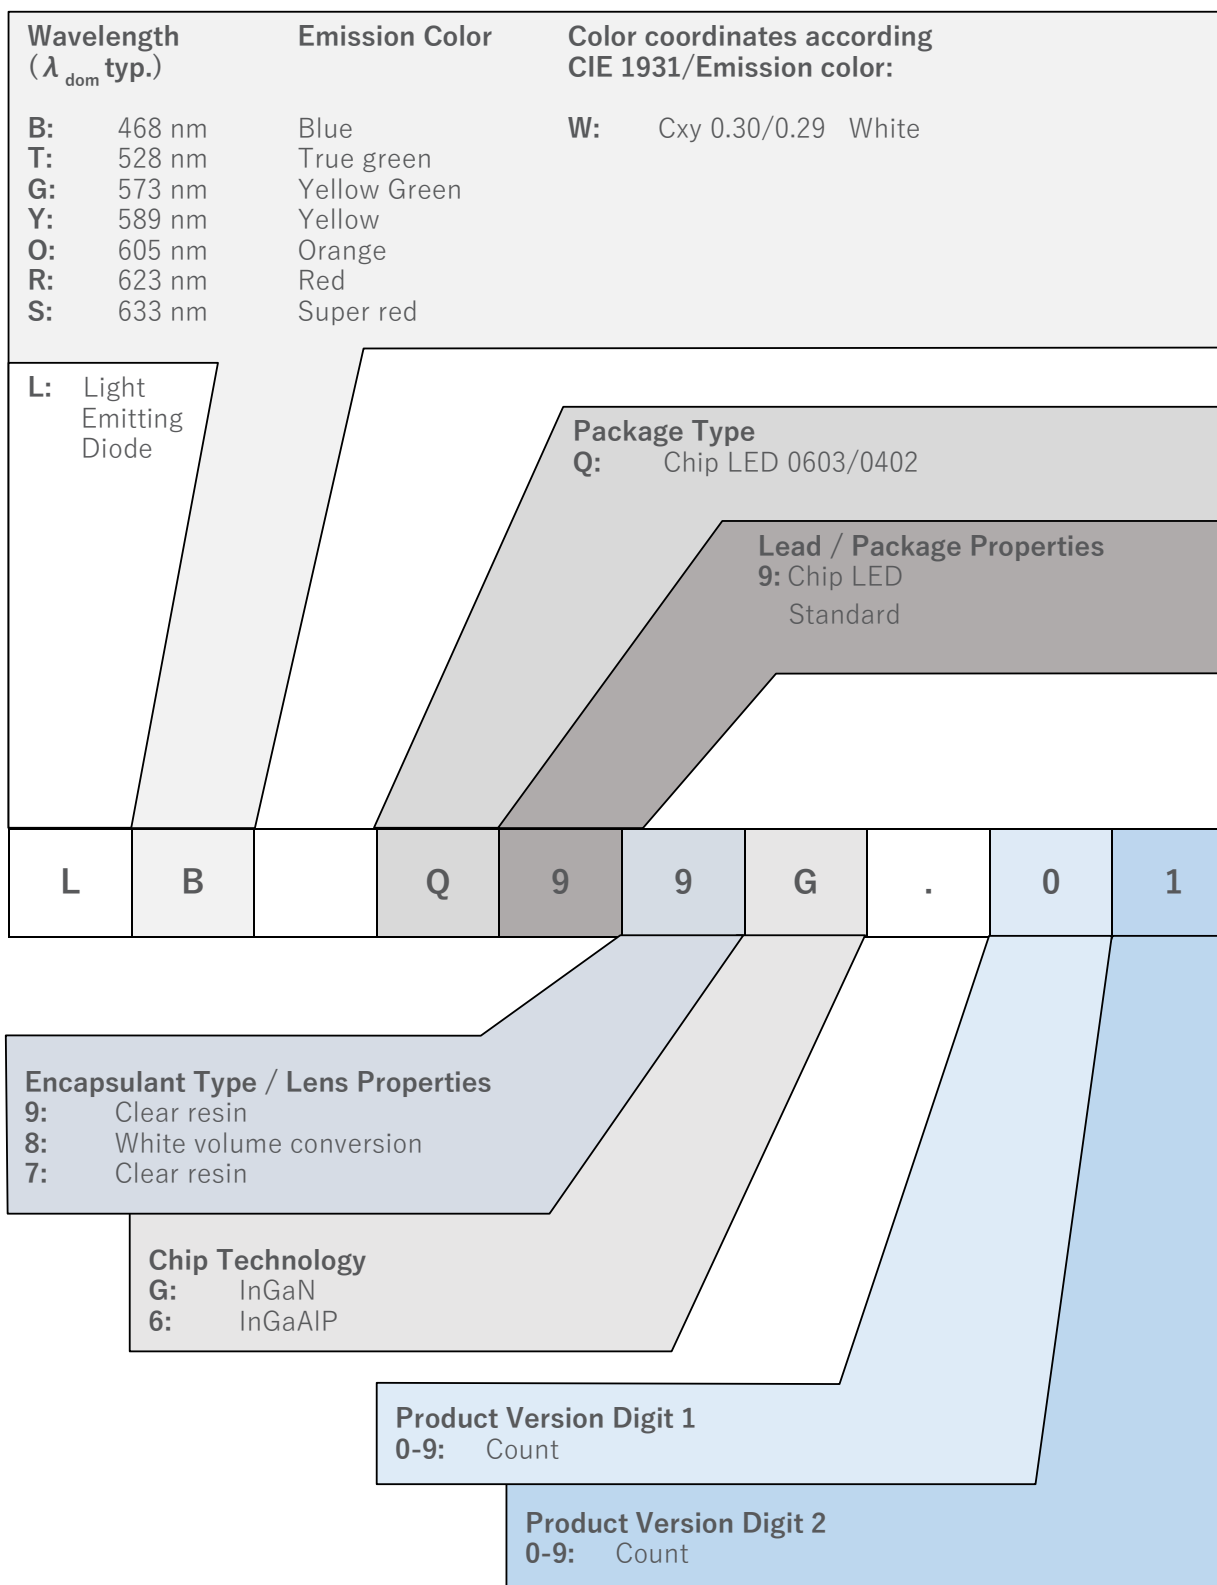 Wavelength Emission Color Color coordinates according
(λ dom typ.) CIE 1931/Emission color:
B: 468 nm Blue W: Cxy 0.30/0.29 White
T: 528 nm True green
G: 573 nm Yellow Green
Y: 589 nm Yellow
O: 605 nm Orange
R: 623 nm Red
S: 633 nm Super red
L: Light
Emitting
Diode
Package Type
Q: Chip LED 0603/0402
Lead / Package Properties
9: Chip LED
Standard
L B Q 9 9 G . 0 1
Encapsulant Type / Lens Properties
9: Clear resin
8: White volume conversion
7: Clear resin
Chip Technology
G: InGaN
6: InGaAlP
Product Version Digit 1
0-9: Count
Product Version Digit 2
0-9: Count